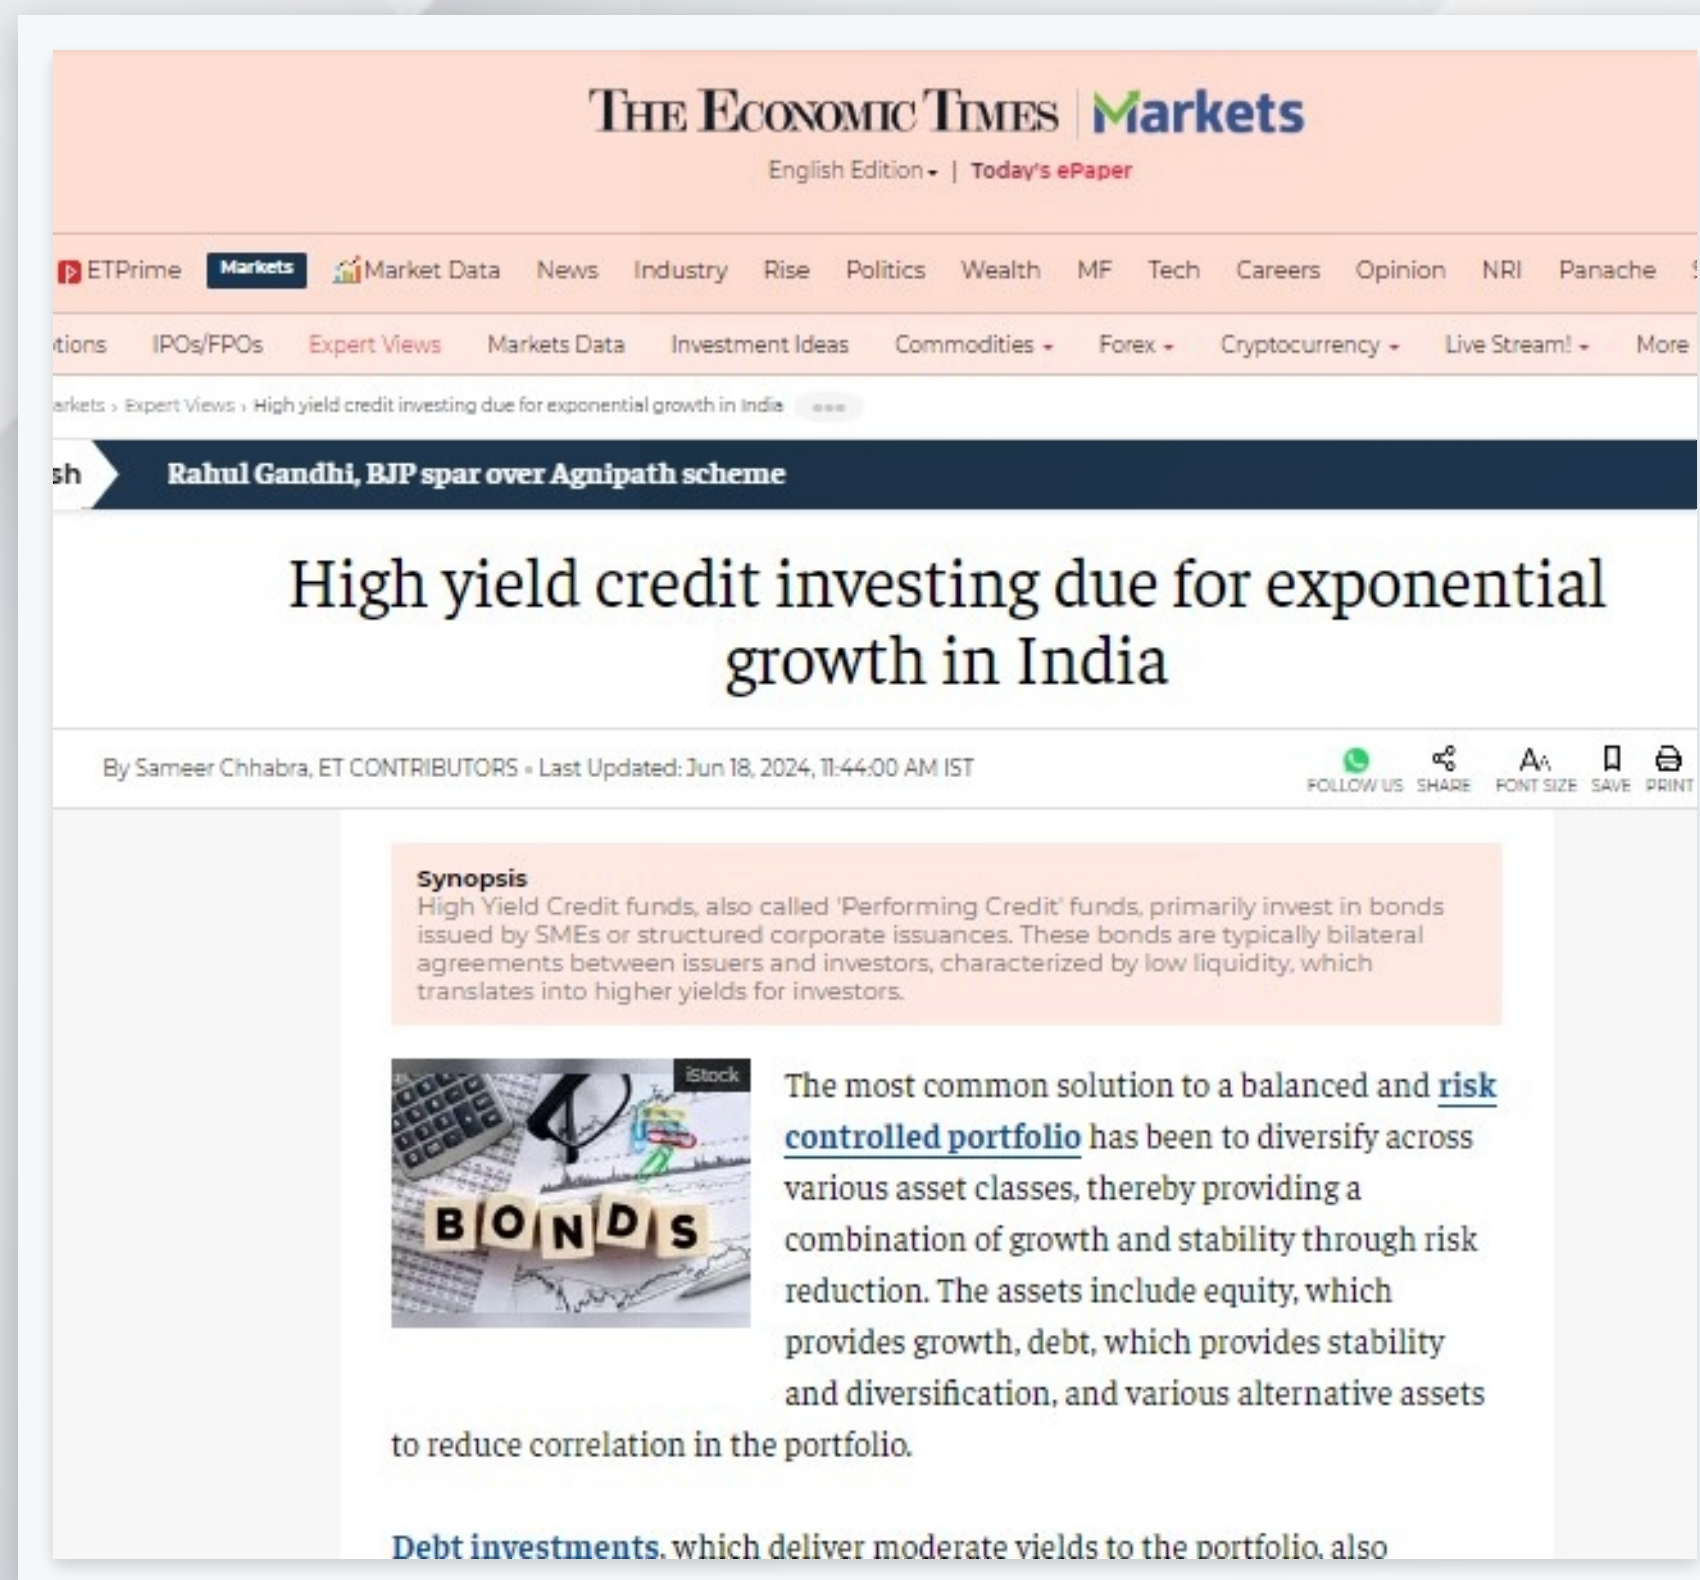 THE ECONOMIC TIMES | Markets
English Edition | Today's ePaper
ETPrime Markets Market Data News Industry Rise Politics Wealth MF Tech Careers Opinion NRI Panache
IPOs/FPOs Expert Views Markets Data Investment Ideas Commodities Forex Cryptocurrency Live Stream! More
arkets › Expert Views › High yield credit investing due for exponential growth in India
sh Rahul Gandhi, BJP spar over Agnipath scheme
High yield credit investing due for exponential
growth in India
By Sameer Chhabra, ET CONTRIBUTORS • Last Updated: Jun 18, 2024, 11:44:00 AM IST
FOLLOW US SHARE FONT SIZE SAVE PRINT
Synopsis
High Yield Credit funds, also called 'Performing Credit' funds, primarily invest in bonds
issued by SMEs or structured corporate issuances. These bonds are typically bilateral
agreements between issuers and investors, characterized by low liquidity, which
translates into higher yields for investors.
iStock
BONDS
The most common solution to a balanced and risk
controlled portfolio has been to diversify across
various asset classes, thereby providing a
combination of growth and stability through risk
reduction. The assets include equity, which
provides growth, debt, which provides stability
and diversification, and various alternative assets
to reduce correlation in the portfolio.
Debt investments, which deliver moderate yields to the portfolio, also